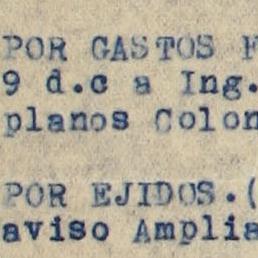 POR GASTOS F
9 d.c a Ing.
planos Colon
POR EJIDOS.(
aviso Amplia